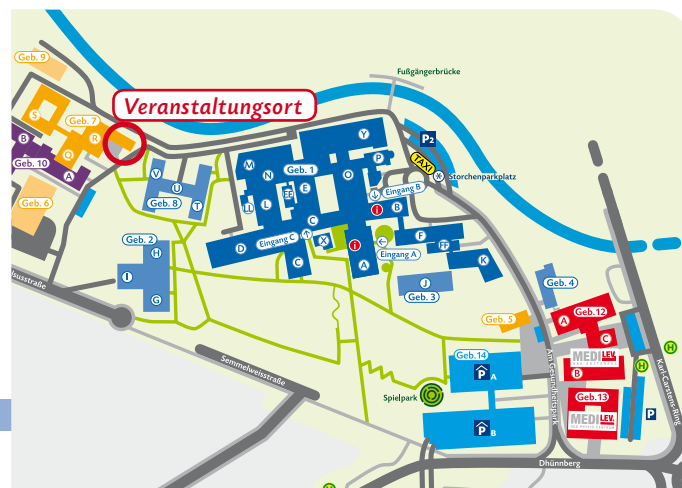 Geb. 9
Fußgängerbrücke
Veranstaltungsort
S
Geb. 7
R
Q
B
Geb. 10
A
Geb. 6
Y
P2
TAXI
Storchenparkplatz
M
N
Geb. 1
O
P
V
U
T
Geb. 8
E
L
C
Eingang B
i
B
D
Eingang C
X
i
F
Eingang A
C
A
K
Geb. 2
H
I
G
J
Geb. 3
Geb. 4
Geb. 5
Geb.12
A
C
MEDILEV.
B
H
H
Geb.13
MEDILEV.
P
Geb.14
P A
P B
Spielpark
Semmelweisstraße
Am Gesundheitspark
Karl-Carstens-Ring
Dhünnberg
H